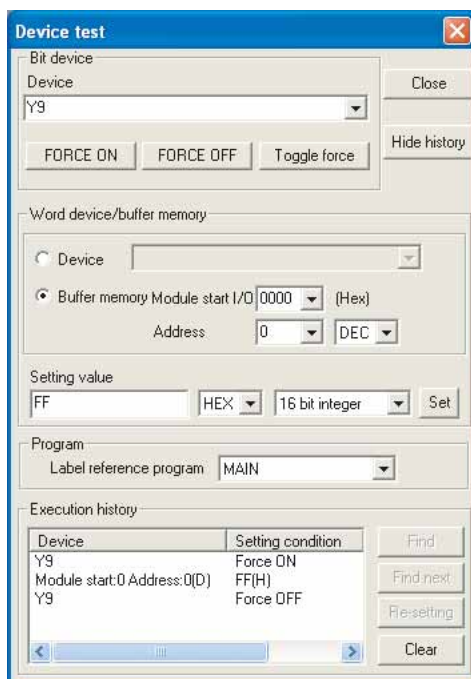 Device test
Bit device
Device
Close
Y9
FORCE ON FORCE OFF Toggle force Hide history
Word device/buffer memory
Device
Buffer memory Module start I/O 0000 (Hex)
Address 0 DEC
Setting value
FF HEX 16 bit integer Set
Program
Label reference program MAIN
Execution history
Device Setting condition Find
Y9 Force ON
Module start:0 Address:0(D) FF(H) Find next
Y9 Force OFF
Re-setting
Clear